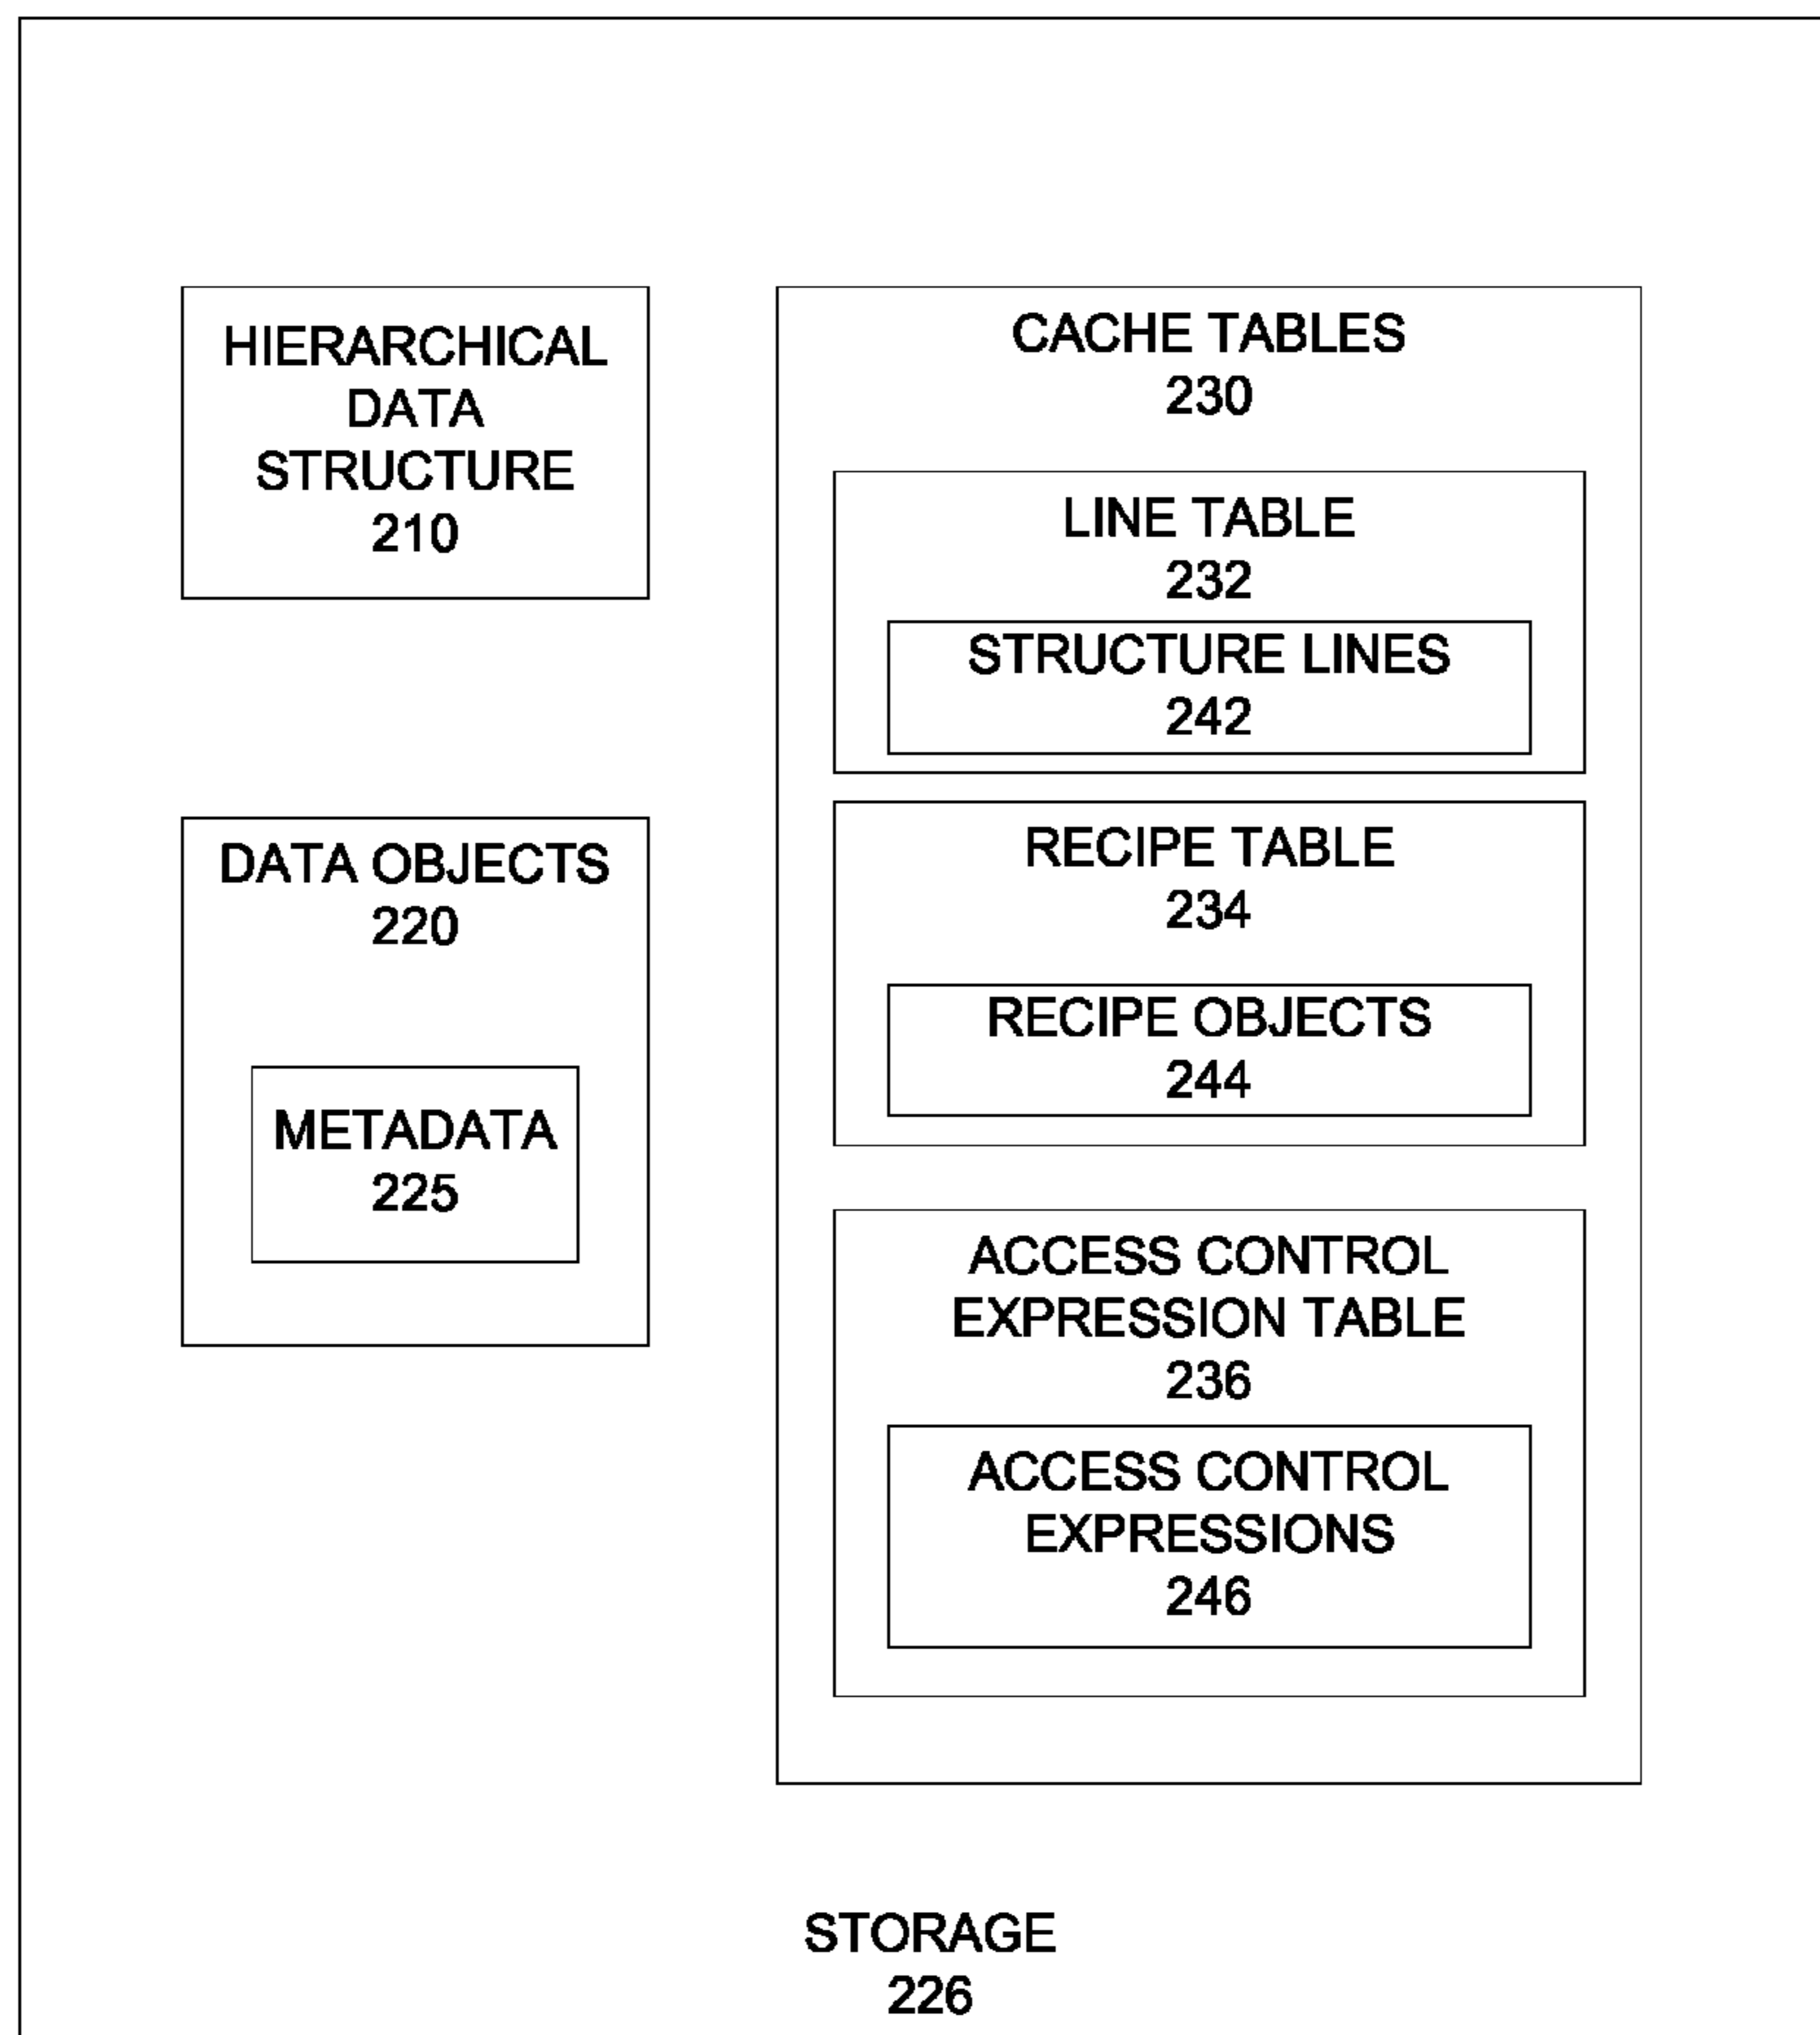 HIERARCHICAL
DATA
STRUCTURE
210
DATA OBJECTS
220
METADATA
225
CACHE TABLES
230
LINE TABLE
232
STRUCTURE LINES
242
RECIPE TABLE
234
RECIPE OBJECTS
244
ACCESS CONTROL
EXPRESSION TABLE
236
ACCESS CONTROL
EXPRESSIONS
246
STORAGE
226